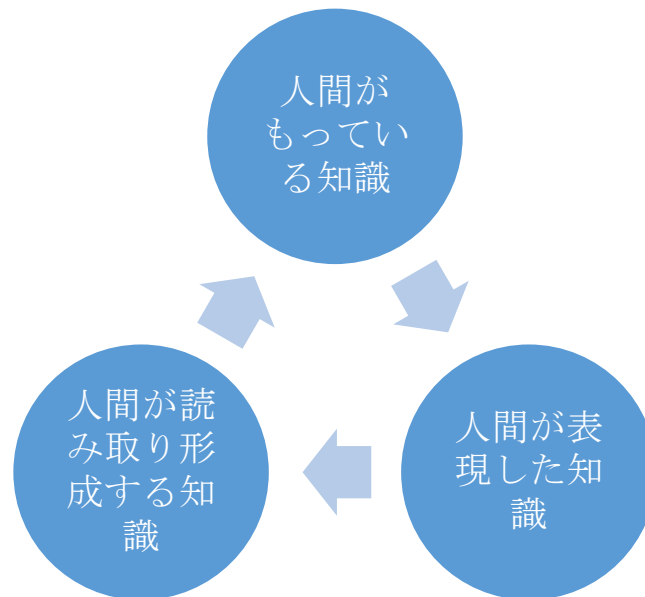 人間が
もってい
る知識
人間が表
現した知
識
人間が読
み取り形
成する知
識